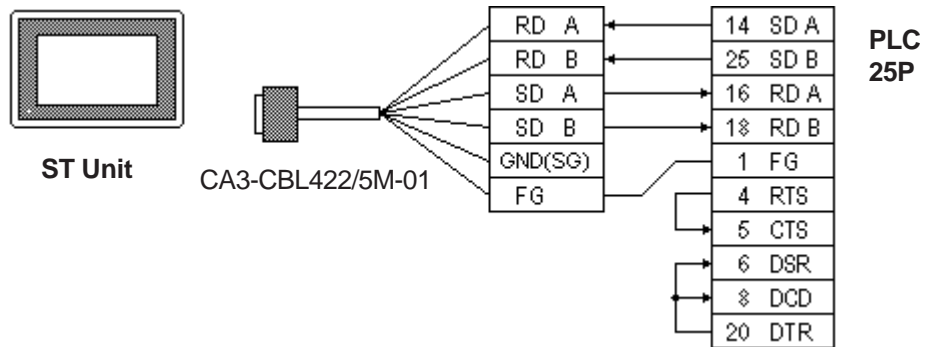 RD A 14 SD A
RD B 25 SD B
SD A 16 RD A
SD B 18 RD B
GND(SG) 1 FG
FG 4 RTS
5 CTS
6 DSR
8 DCD
20 DTR
PLC
25P
ST Unit
CA3-CBL422/5M-01